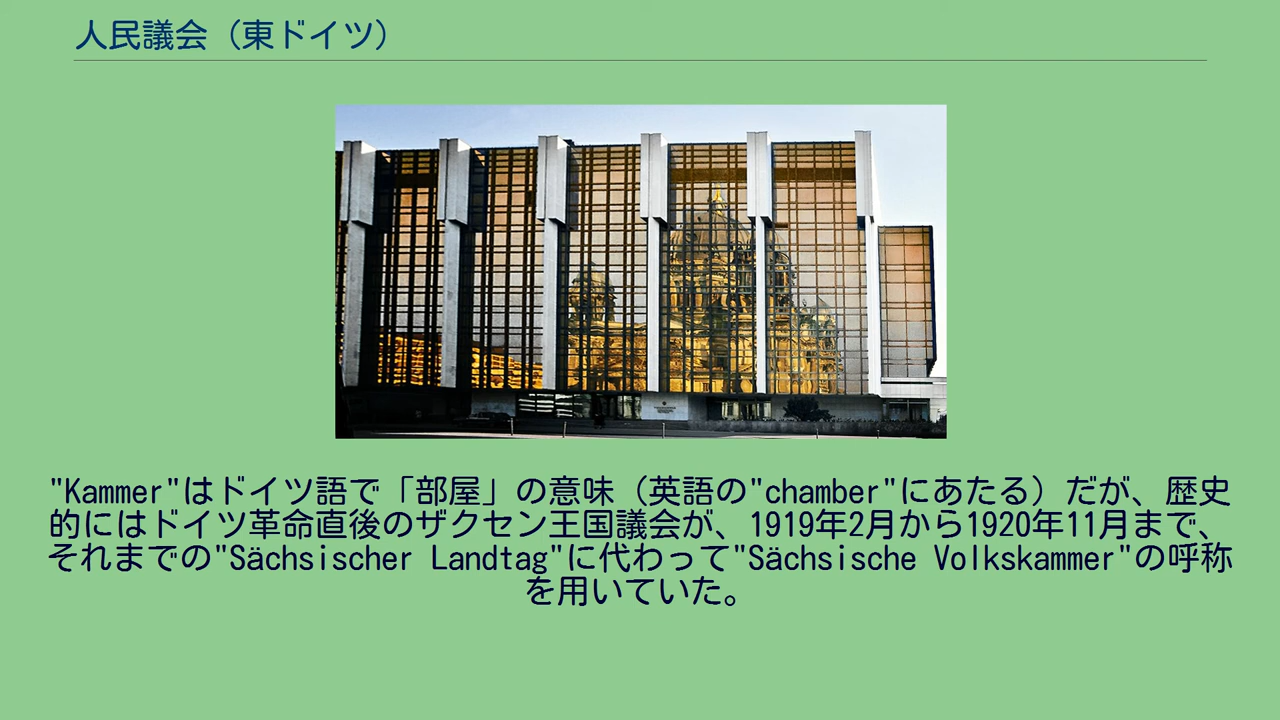 人民議会（東ドイツ）
"Kammer"はドイツ語で「部屋」の意味（英語の"chamber"にあたる）だが、歴史
的にはドイツ革命直後のザクセン王国議会が、1919年2月から1920年11月まで、
それまでの"Sächsischer Landtag"に代わって"Sächsische Volkskammer"の呼称
を用いていた。